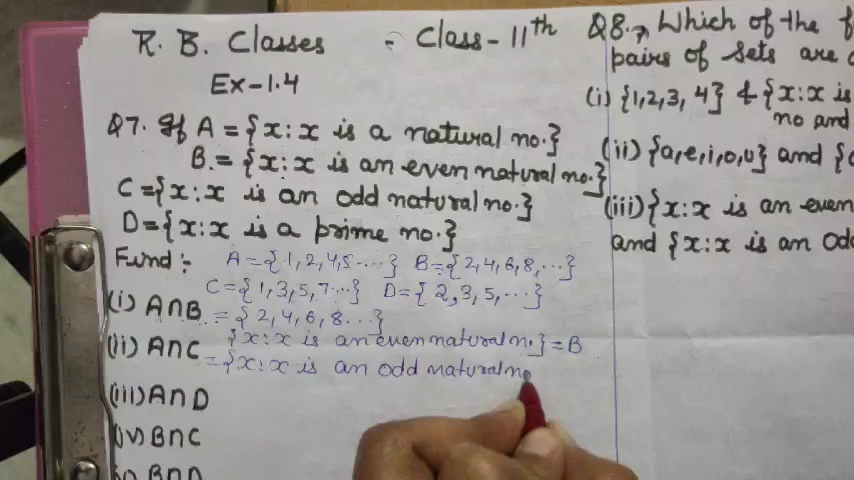 R. B. Classes - Class-11th
Ex-1.4
Q7. If A = {x: x is a natural no.}
B. = {x: x is an even natural no.}
C = {x: x is an odd natural no.}
D = {x: x is a prime no.}
Fund :-
A = {1, 2, 4, 5 ....} B = {2, 4, 6, 8, ...}
C = {1, 3, 5, 7...} D = {2, 3, 5, ...}
(i) A∩B = {2, 4, 6, 8...}
{x: x is an even natural no.} = B
(ii) A∩C = {x: x is an odd natural no
(iii) A∩D
(iv) B∩C
B∩D
Q8. → Which of the f
pairs of sets are
(i) {1, 2, 3, 4} & {x: x is
no and
(ii) {a, e, i, o, u} and {
(iii) {x: x is an even
and {x: x is an od